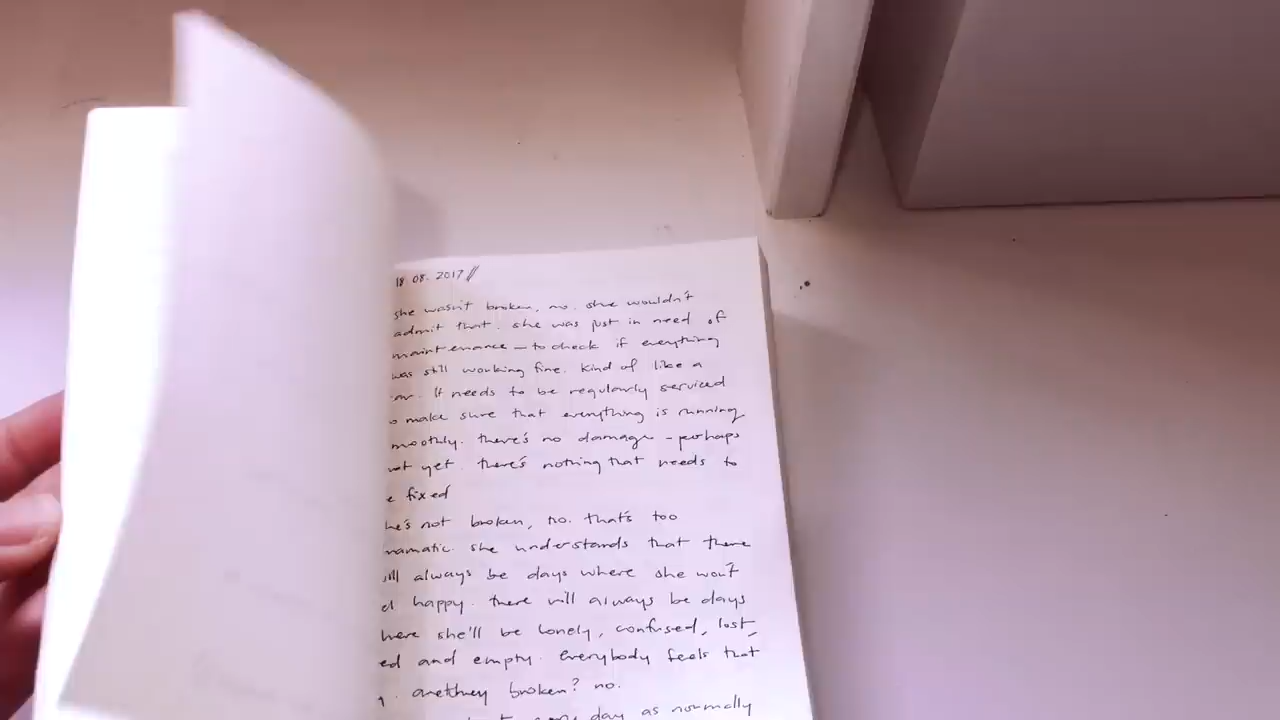 18.08.2017//
she wasn't broken, no. she wouldn't
admit that. she was just in need of
maintenance - to check if everything
was still working fine. kind of like a
ar. It needs to be regularly serviced
o make sure that everything is running
moothly. there's no damage - perhaps
ot yet. there's nothing that needs to
e fixed
he's not broken, no. that's too
ramatic. she understands that there
ill always be days where she won't
el happy. there will always be days
here she'll be lonely, confused, lost,
ed and empty. everybody feels that
are they broken? no.
day as normally